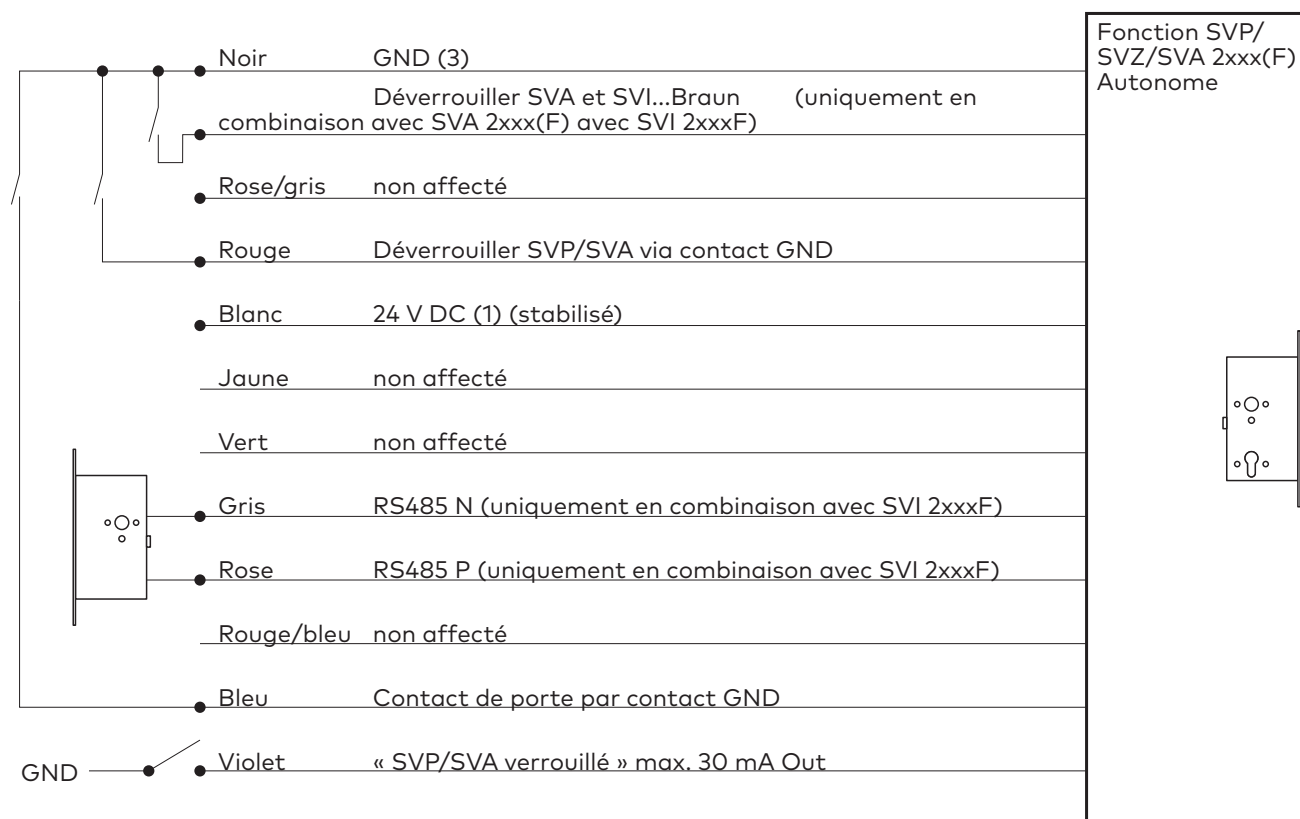 Fonction SVP/
SVZ/SVA 2xxx(F)
Autonome
Noir GND (3)
Déverrouiller SVA et SVI...Braun (uniquement en
combinaison avec SVA 2xxx(F) avec SVI 2xxxF)
Rose/gris non affecté
Rouge Déverrouiller SVP/SVA via contact GND
Blanc 24 V DC (1) (stabilisé)
Jaune non affecté
Vert non affecté
Gris RS485 N (uniquement en combinaison avec SVI 2xxxF)
Rose RS485 P (uniquement en combinaison avec SVI 2xxxF)
Rouge/bleu non affecté
Bleu Contact de porte par contact GND
GND Violet « SVP/SVA verrouillé » max. 30 mA Out